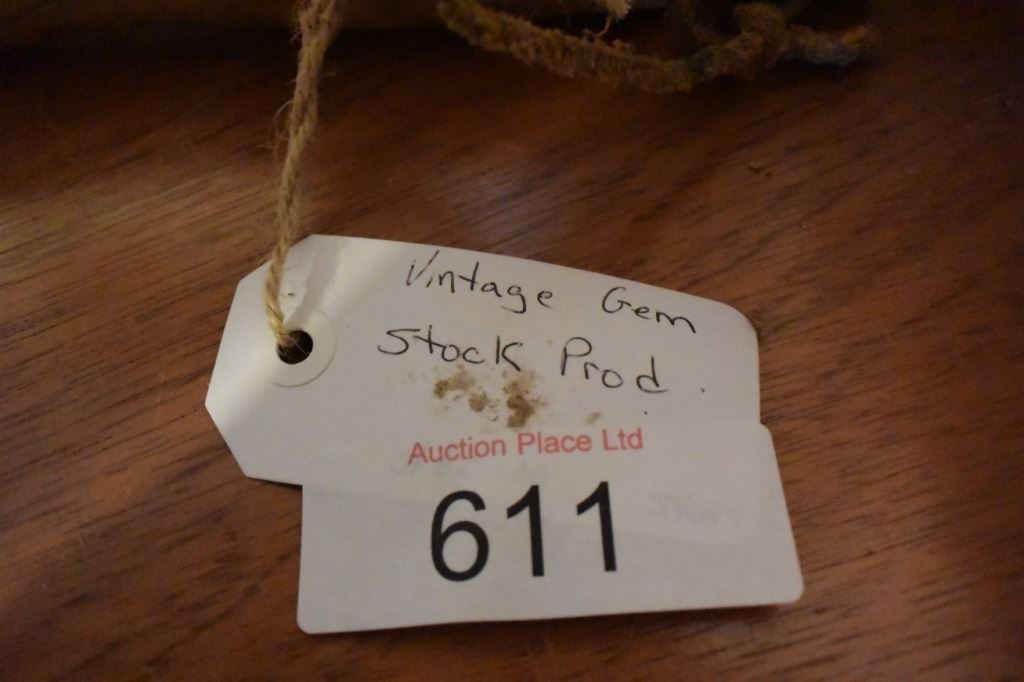 Vintage Gem
Stock Prod.
Auction Place Ltd
611